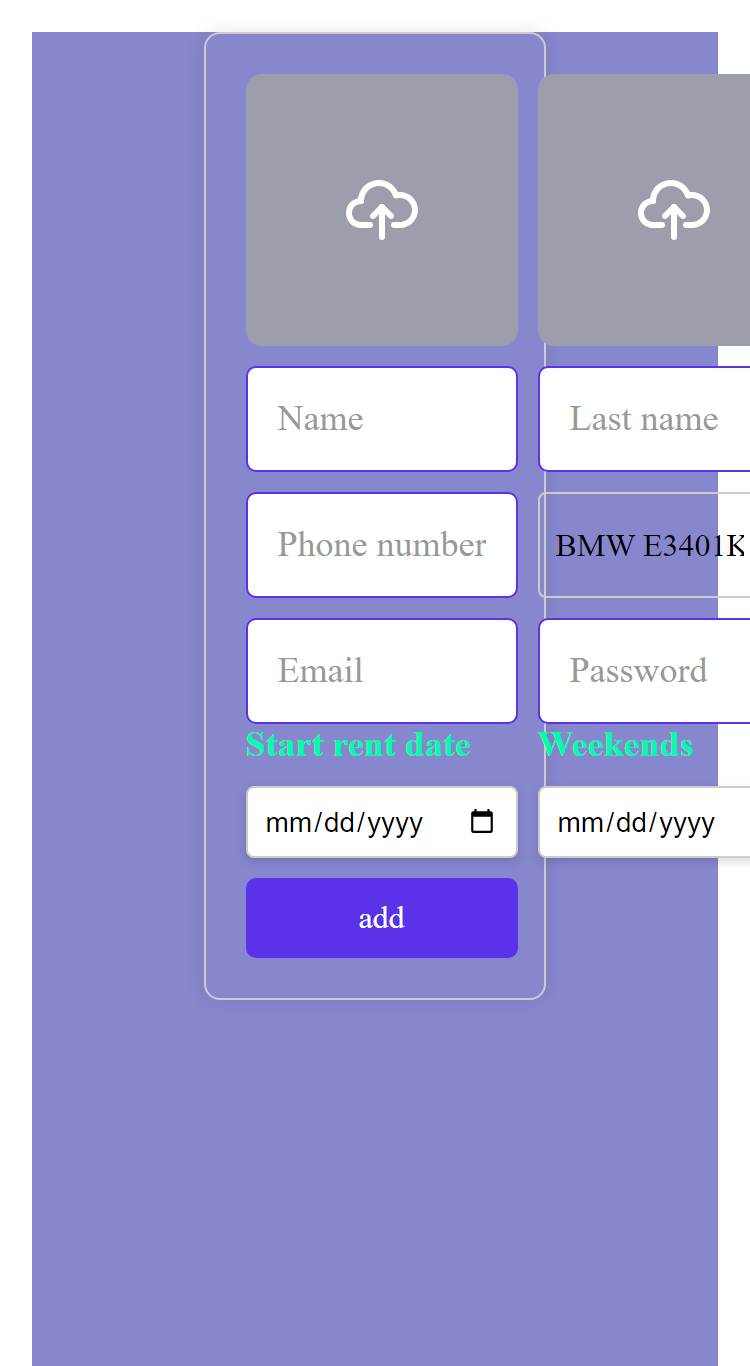 Name
Last name
Phone number
BMW E3401K
Email
Password
Start rent date
Weekends
mm/dd/yyyy
mm/dd/yyyy
add